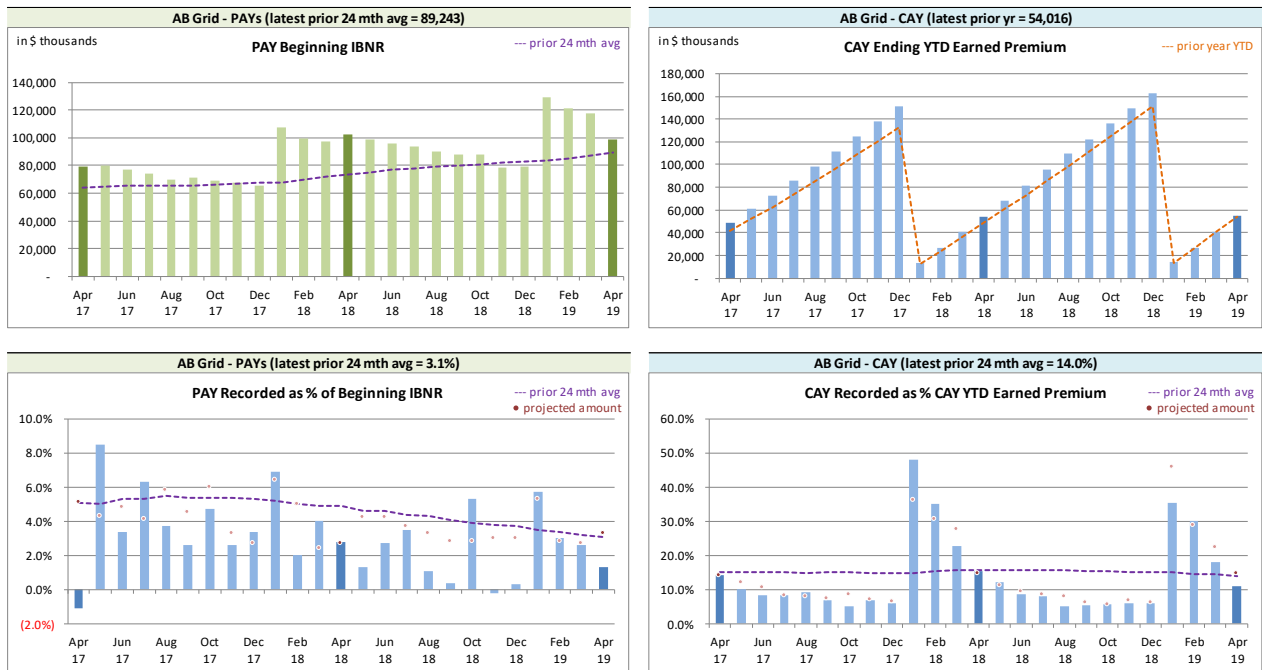 AB Grid - PAYs (latest prior 24 mth avg = 89,243)
in $ thousands
PAY Beginning IBNR
--- prior 24 mth avg
140,000
120,000
100,000
80,000
60,000
40,000
20,000
-
Apr Jun Aug Oct Dec Feb Apr Jun Aug Oct Dec Feb Apr
17 17 17 17 17 18 18 18 18 18 18 19 19
AB Grid - CAY (latest prior yr = 54,016)
in $ thousands
CAY Ending YTD Earned Premium
--- prior year YTD
180,000
160,000
140,000
120,000
100,000
80,000
60,000
40,000
20,000
-
Apr Jun Aug Oct Dec Feb Apr Jun Aug Oct Dec Feb Apr
17 17 17 17 17 18 18 18 18 18 18 19 19
AB Grid - PAYs (latest prior 24 mth avg = 3.1%)
PAY Recorded as % of Beginning IBNR
--- prior 24 mth avg
• projected amount
10.0%
8.0%
6.0%
4.0%
2.0%
0.0%
(2.0%)
Apr Jun Aug Oct Dec Feb Apr Jun Aug Oct Dec Feb Apr
17 17 17 17 17 18 18 18 18 18 18 19 19
AB Grid - CAY (latest prior 24 mth avg = 14.0%)
CAY Recorded as % CAY YTD Earned Premium
--- prior 24 mth avg
• projected amount
60.0%
50.0%
40.0%
30.0%
20.0%
10.0%
0.0%
Apr Jun Aug Oct Dec Feb Apr Jun Aug Oct Dec Feb Apr
17 17 17 17 17 18 18 18 18 18 18 19 19